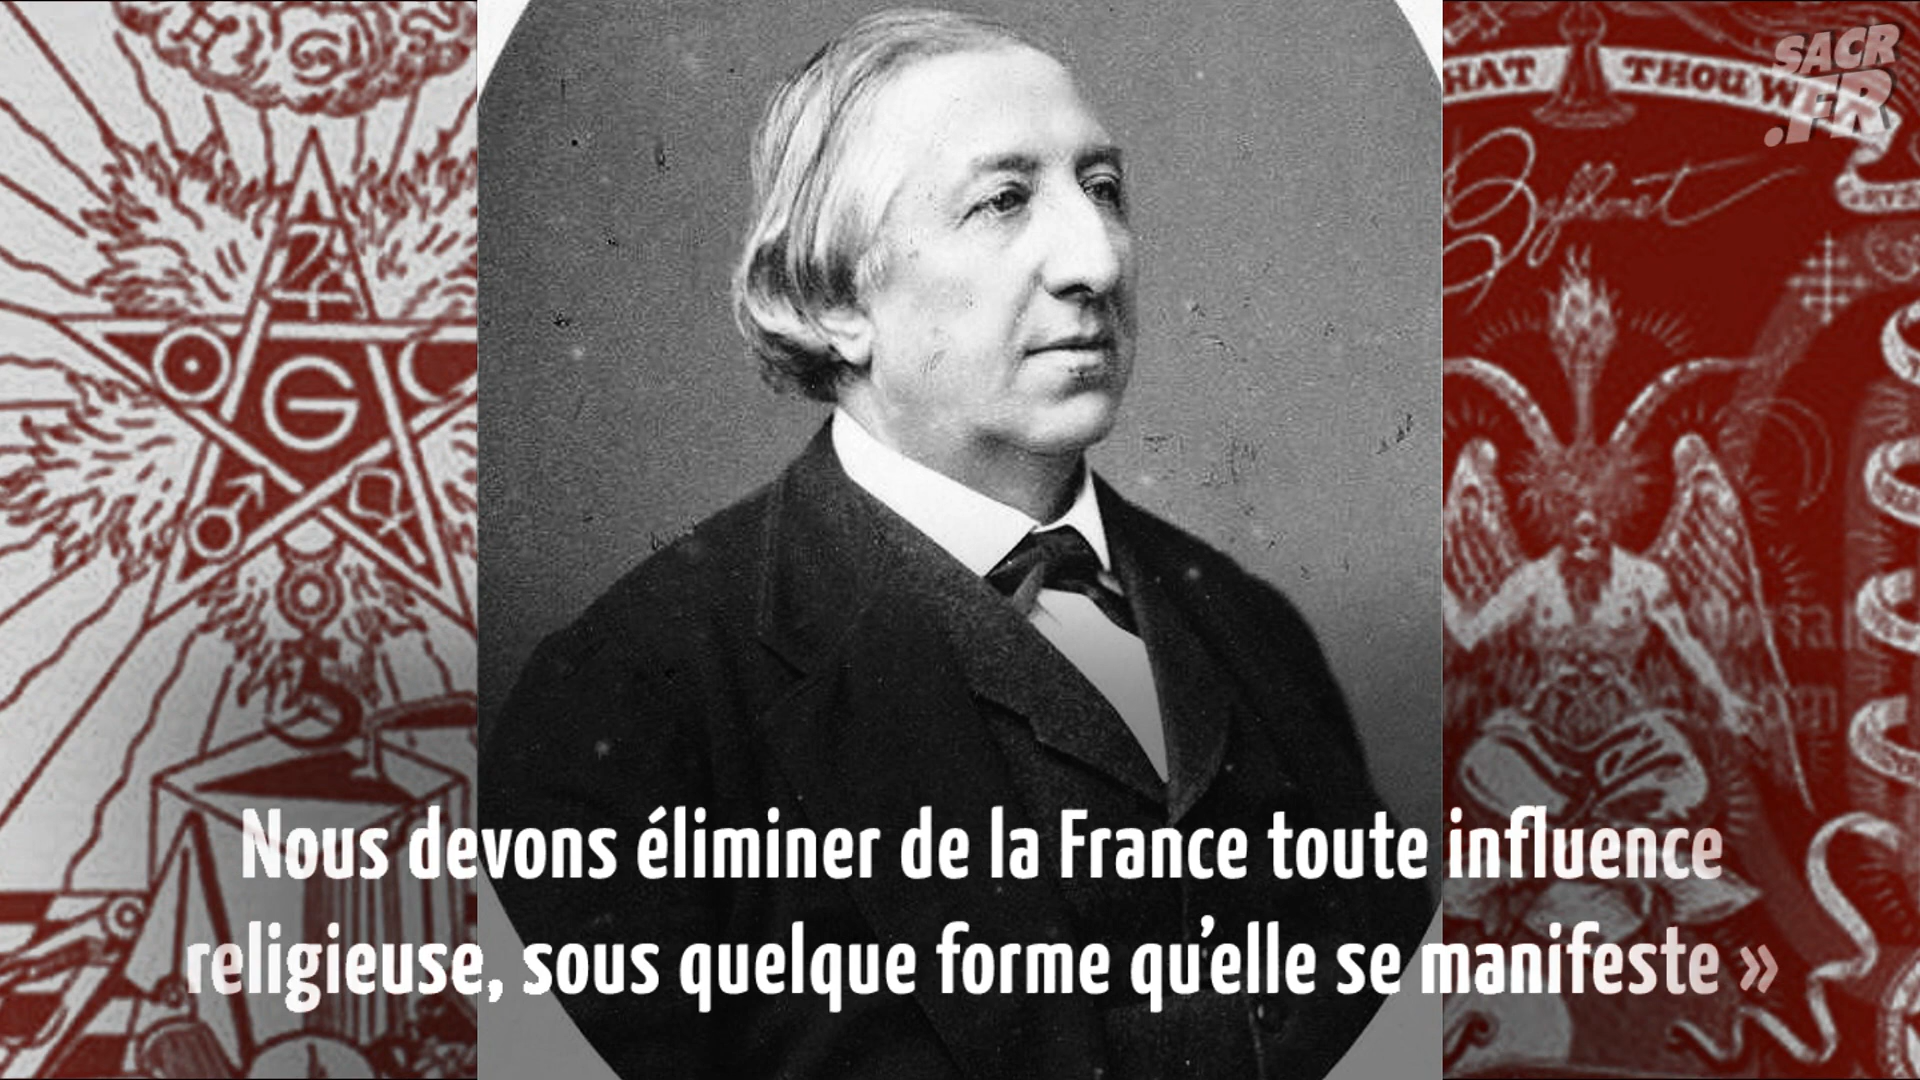 SACR
.FR
HAT THOU W
Baphomet
G
Nous devons éliminer de la France toute influence
religieuse, sous quelque forme qu’elle se manifeste »